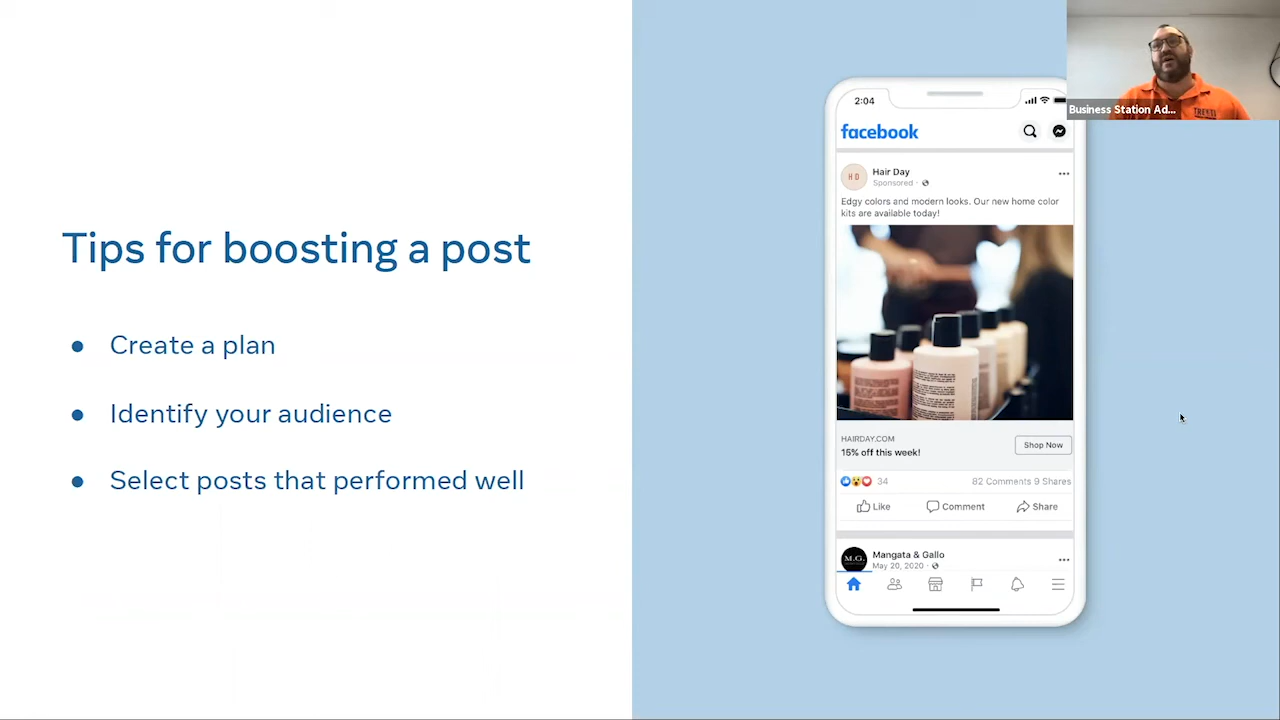 Tips for boosting a post
Create a plan
Identify your audience
Select posts that performed well
2:04
facebook
HD
Hair Day
Sponsored ·
Edgy colors and modern looks. Our new home color
kits are available today!
HAIRDAY.COM
15% off this week!
Shop Now
34
82 Comments 9 Shares
Like
Comment
Share
M.G.
Mangata & Gallo
May 20, 2020 ·
Business Station Ad...